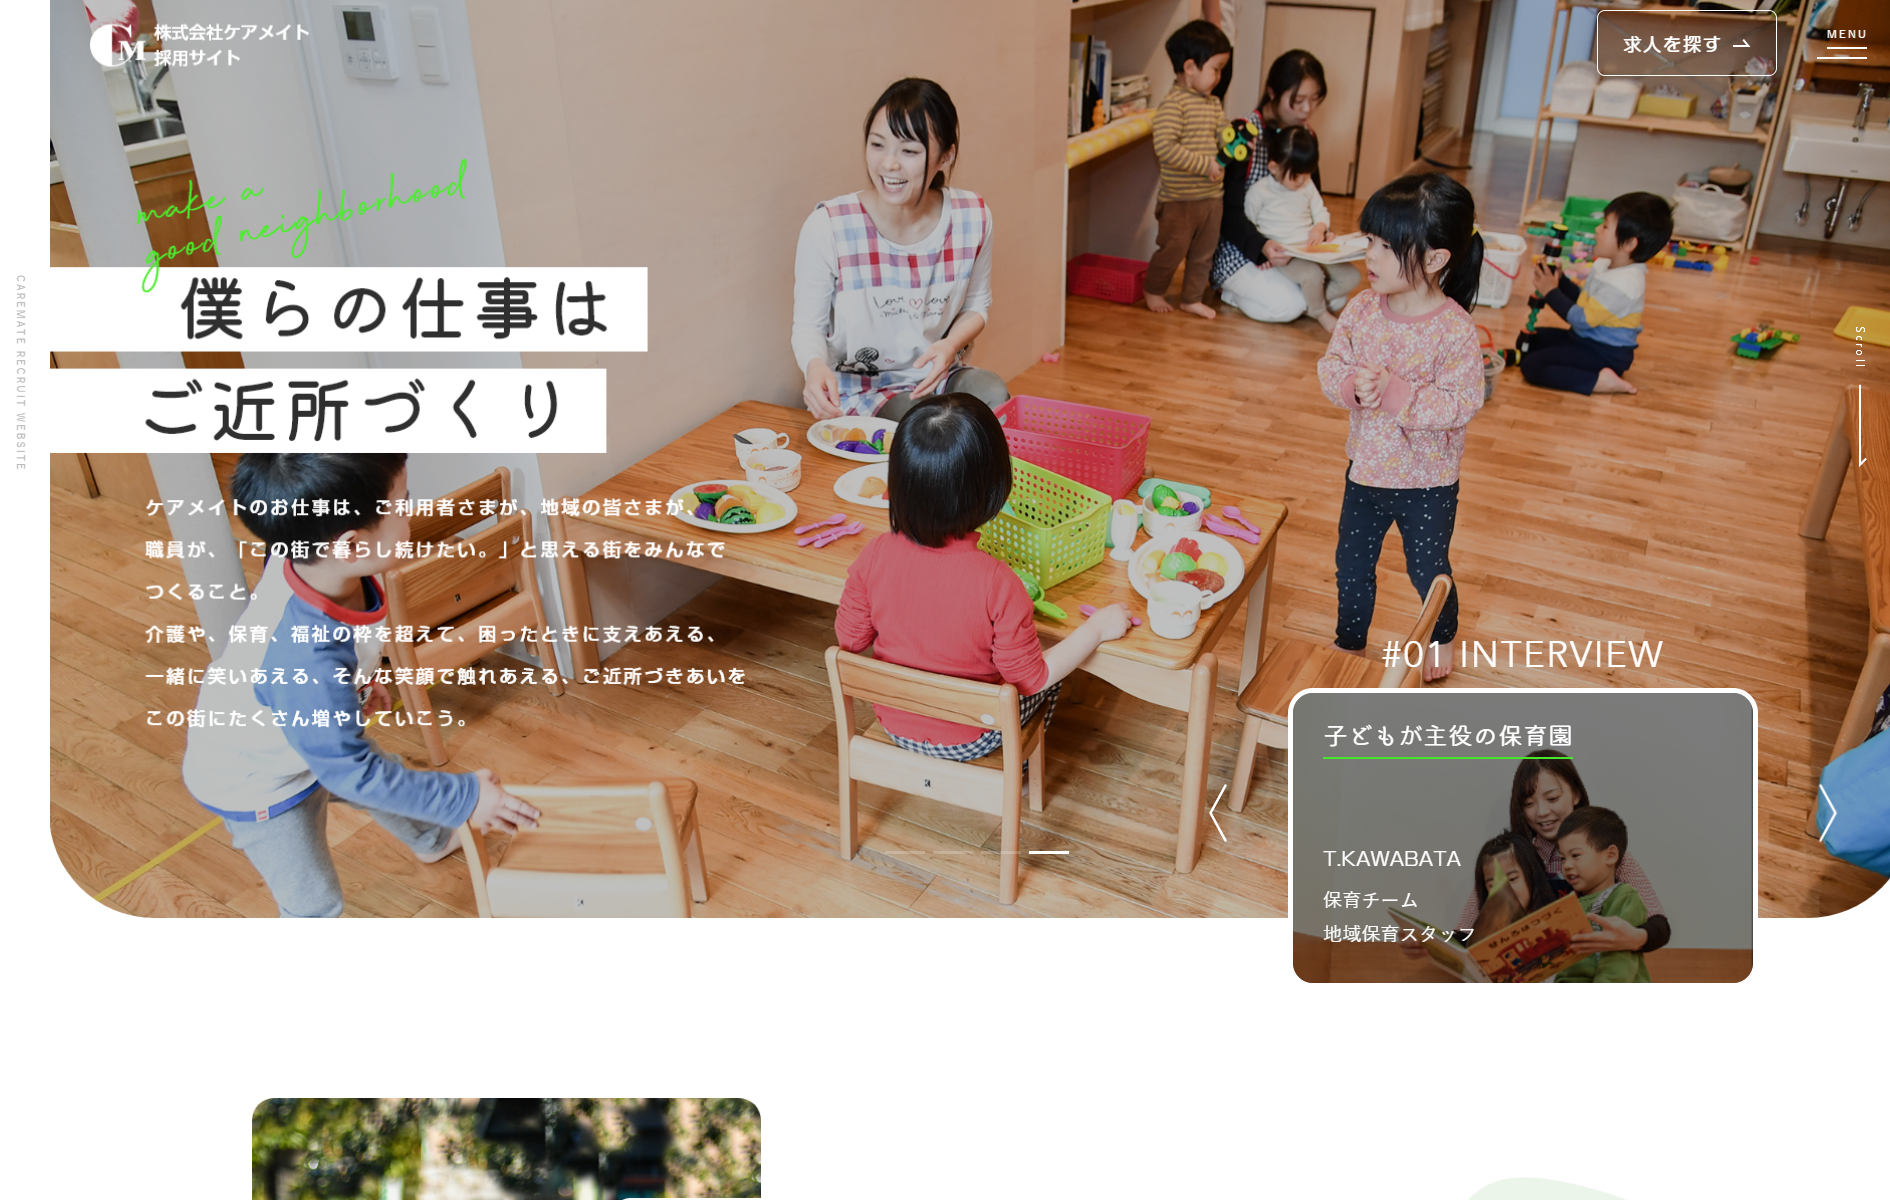 株式会社ケアメイト
採用サイト
求人を探す
MENU
make a
good neighborhood
僕らの仕事は
ご近所づくり
CAREMATE RECRUIT WEBSITE
Scroll
ケアメイトのお仕事は、ご利用者さまが、地域の皆さまが、
職員が、「この街で暮らし続けたい。」と思える街をみんなで
つくること。
介護や、保育、福祉の枠を超えて、困ったときに支えあえる、
一緒に笑いあえる、そんな笑顔で触れあえる、ご近所づきあいを
この街にたくさん増やしていこう。
#01 INTERVIEW
子どもが主役の保育園
T.KAWABATA
保育チーム
地域保育スタッフ